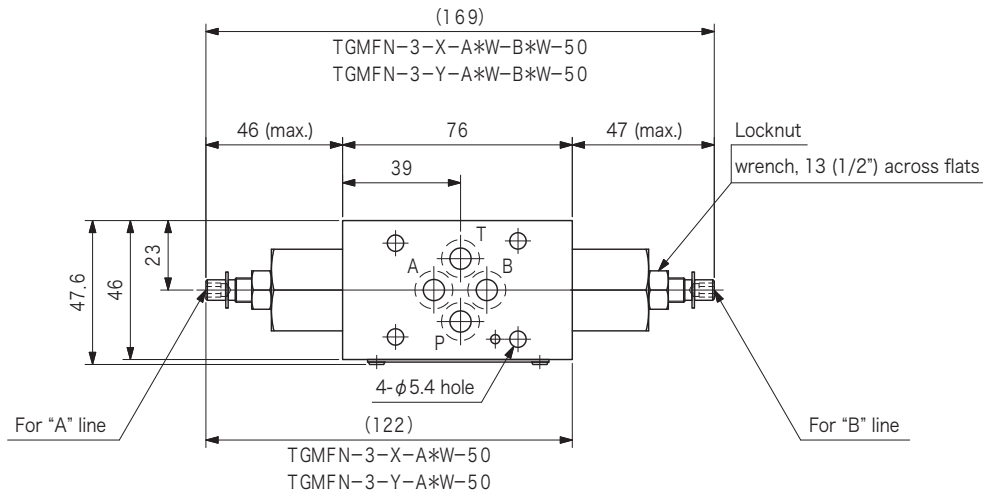 (169)
TGMFN-3-X-A*W-B*W-50
TGMFN-3-Y-A*W-B*W-50
46 (max.)
76
47 (max.)
Locknut
wrench, 13 (1/2") across flats
39
47.6
46
23
T
A
B
P
4-φ5.4 hole
For “A” line
For “B” line
(122)
TGMFN-3-X-A*W-50
TGMFN-3-Y-A*W-50